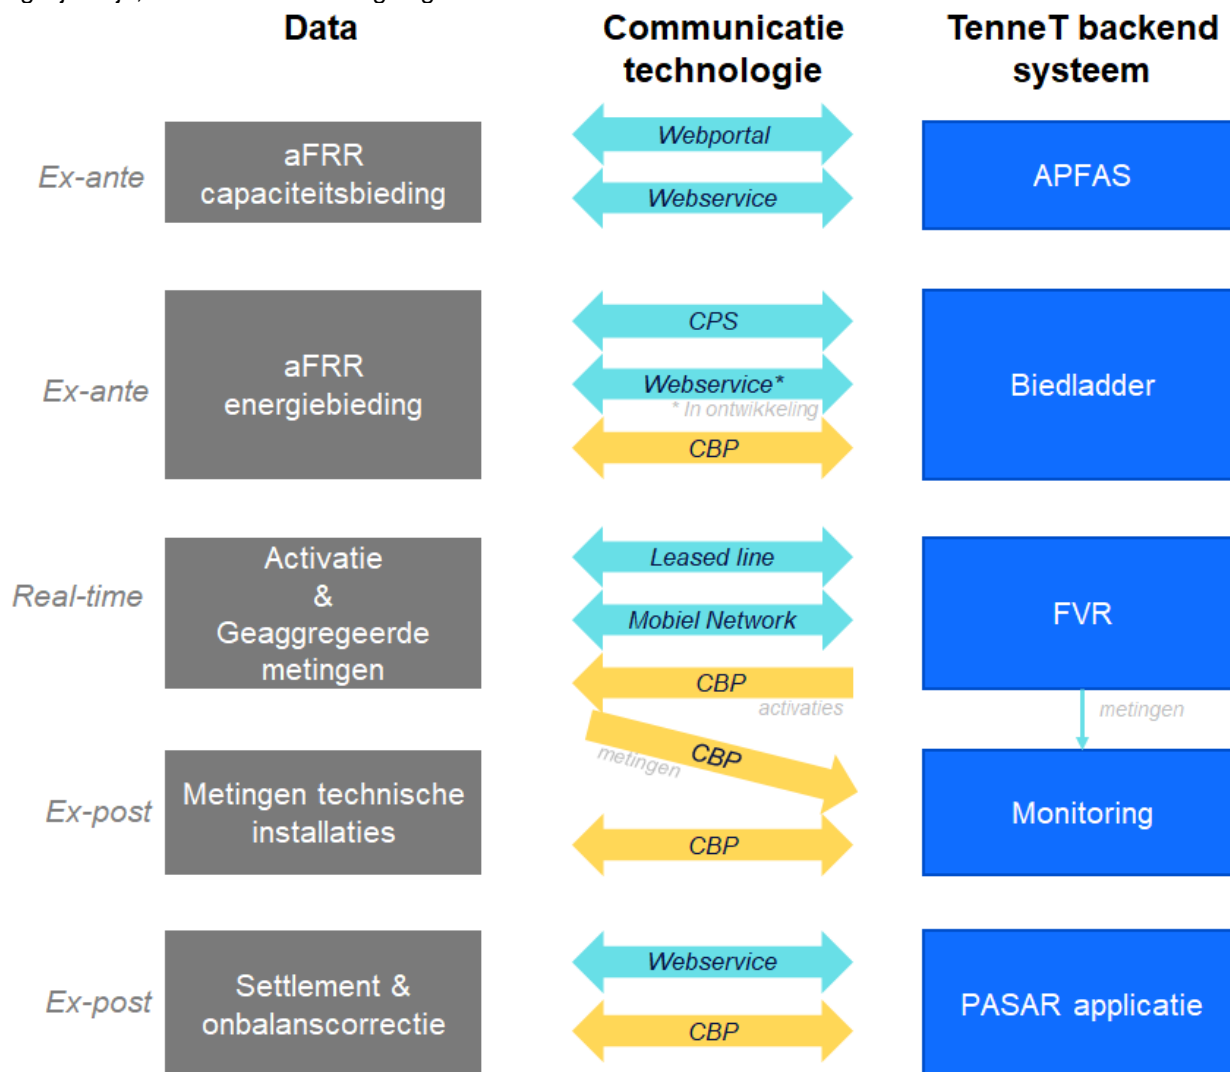 Data
Communicatie
technologie
TenneT backend
systeem
Ex-ante
aFRR
capaciteitsbieding
Webportal
Webservice
APFAS
Ex-ante
aFRR
energiebieding
CPS
Webservice*
* In ontwikkeling
CBP
Biedladder
Real-time
Activatie
&
Geaggregeerde
metingen
Leased line
Mobiel Network
CBP
activaties
FVR
metingen
CBP
metingen
Ex-post
Metingen technische
installaties
CBP
Monitoring
Ex-post
Settlement &
onbalanscorrectie
Webservice
CBP
PASAR applicatie